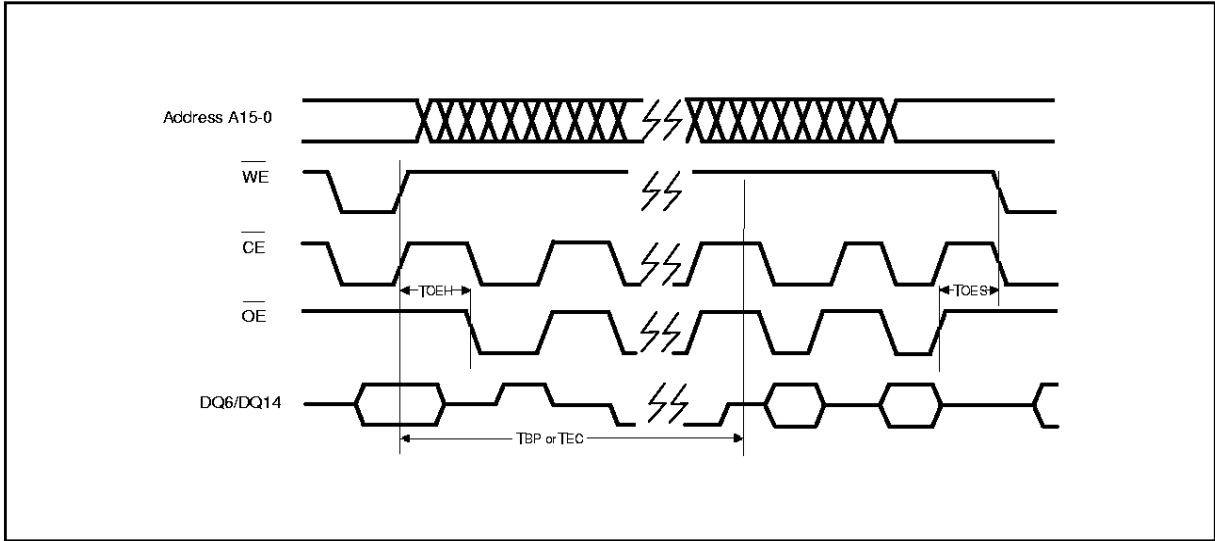 Address A15-0
WE
CE
TOEH
TOES
OE
DQ6/DQ14
TBP or TEC